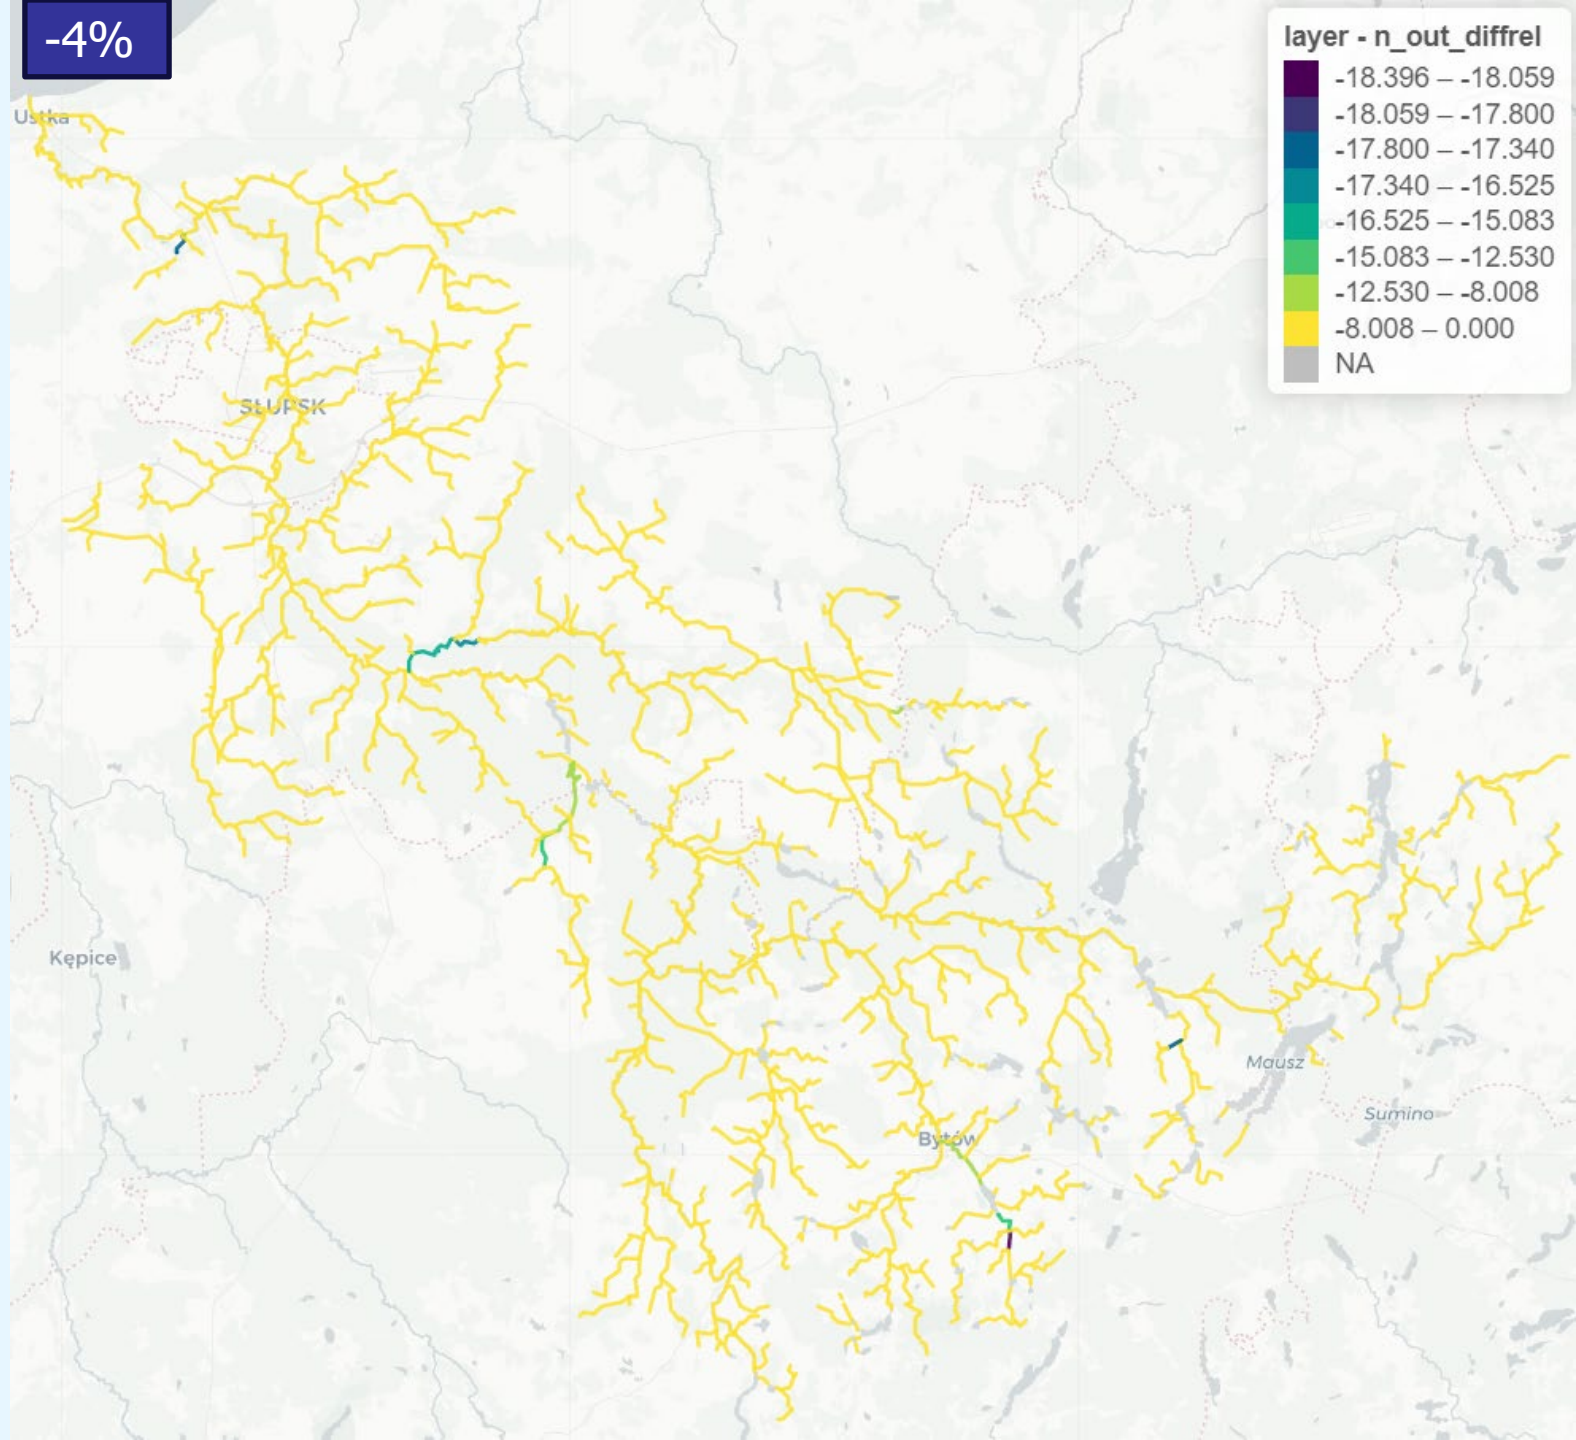 -4%
layer - n_out_diffrel
-18.396 – -18.059
-18.059 – -17.800
-17.800 – -17.340
-17.340 – -16.525
-16.525 – -15.083
-15.083 – -12.530
-12.530 – -8.008
-8.008 – 0.000
NA
Ustka
SŁUPSK
Kępice
Mausz
Sumino
Bytów